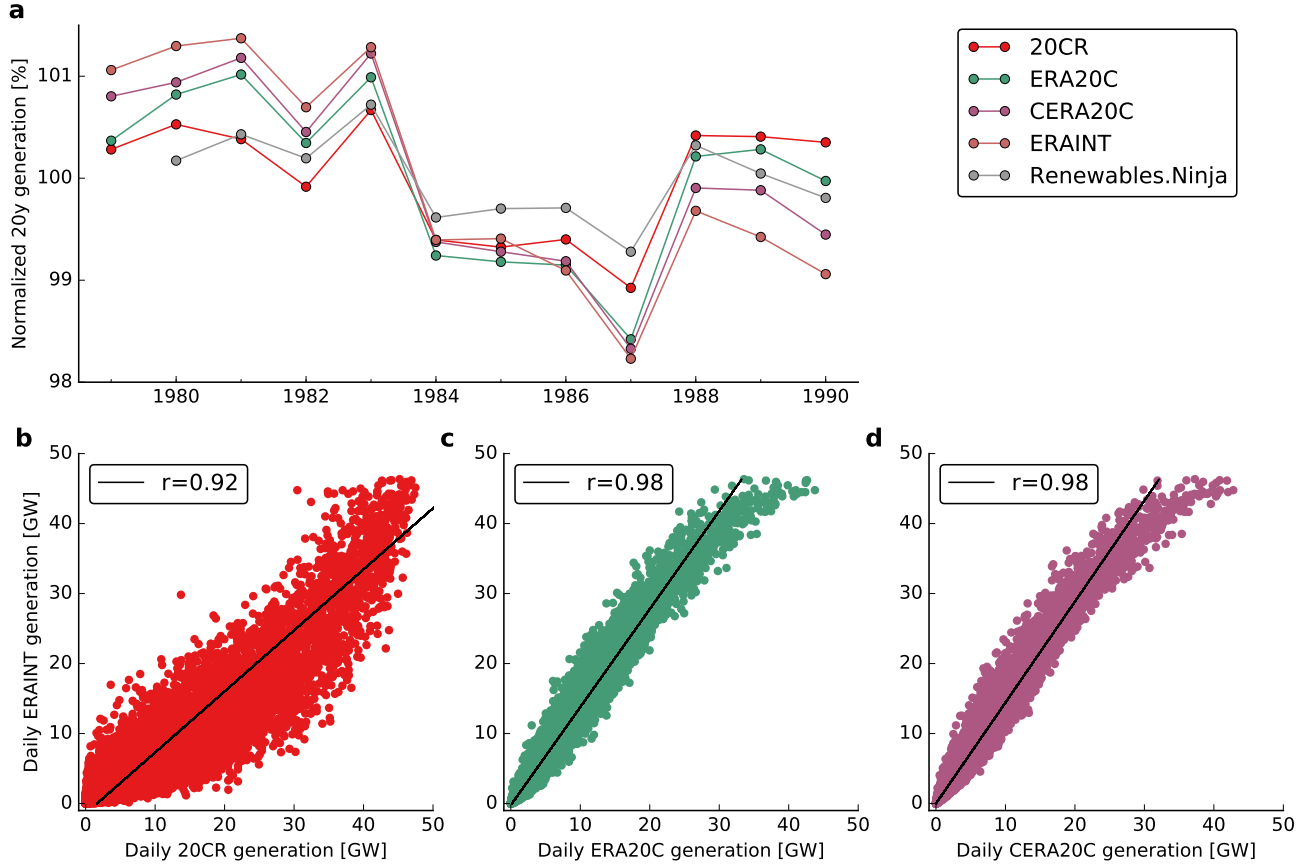 a
Normalized 20y generation [%]
101
100
99
98
1980 1982 1984 1986 1988 1990
20CR
ERA20C
CERA20C
ERAINT
Renewables.Ninja
b
Daily ERAINT generation [GW]
50
40
30
20
10
0
r=0.92
0 10 20 30 40 50
Daily 20CR generation [GW]
c
50
40
30
20
10
0
r=0.98
0 10 20 30 40 50
Daily ERA20C generation [GW]
d
50
40
30
20
10
0
r=0.98
0 10 20 30 40 50
Daily CERA20C generation [GW]